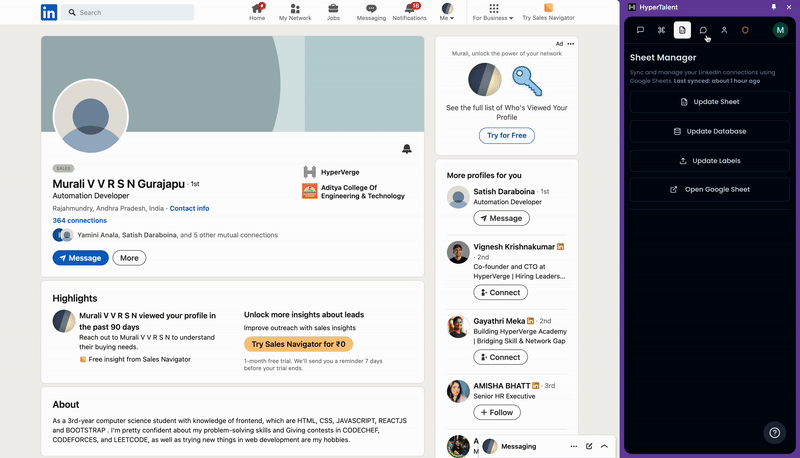 in
Search
Home
My Network
Jobs
Messaging
16
Notifications
Me
For Business
Try Sales Navigator
SALES
Murali V V R S N Gurajapu · 1st
Automation Developer
Rajahmundry, Andhra Pradesh, India · Contact info
364 connections
Yamini Anala, Satish Daraboina, and 5 other mutual connections
Message
More
HyperVerge
Aditya College Of
Engineering & Technology
Highlights
Murali V V R S N viewed your profile in
the past 90 days
Reach out to Murali V V R S N to understand
their buying needs.
Free insight from Sales Navigator
Unlock more insights about leads
Improve outreach with sales insights
Try Sales Navigator for ₹0
1-month free trial. We'll send you a reminder 7 days
before your trial ends.
About
As a 3rd-year computer science student with knowledge of frontend, which are HTML, CSS, JAVASCRIPT, REACTJS
and BOOTSTRAP . I'm pretty confident about my problem-solving skills and Giving contests in CODECHEF,
CODEFORCES, and LEETCODE, as well as trying new things in web development are my hobbies.
Ad
Murali, unlock the power of your network
See the full list of Who's Viewed Your
Profile
Try for Free
More profiles for you
Satish Daraboina · 1st
Automation Developer
Message
Vignesh Krishnakumar in
· 2nd
Co-founder and CTO at
HyperVerge | Hiring Leaders...
Connect
Gayathri Meka in · 2nd
Building HyperVerge Academy
| Bridging Skill & Network Gap
Connect
AMISHA BHATT in · 3rd
Senior HR Executive
+ Follow
A
M
Messaging
HyperTalent
M
Sheet Manager
Sync and manage your LinkedIn connections using
Google Sheets. Last synced: about 1 hour ago
Update Sheet
Update Database
Update Labels
Open Google Sheet